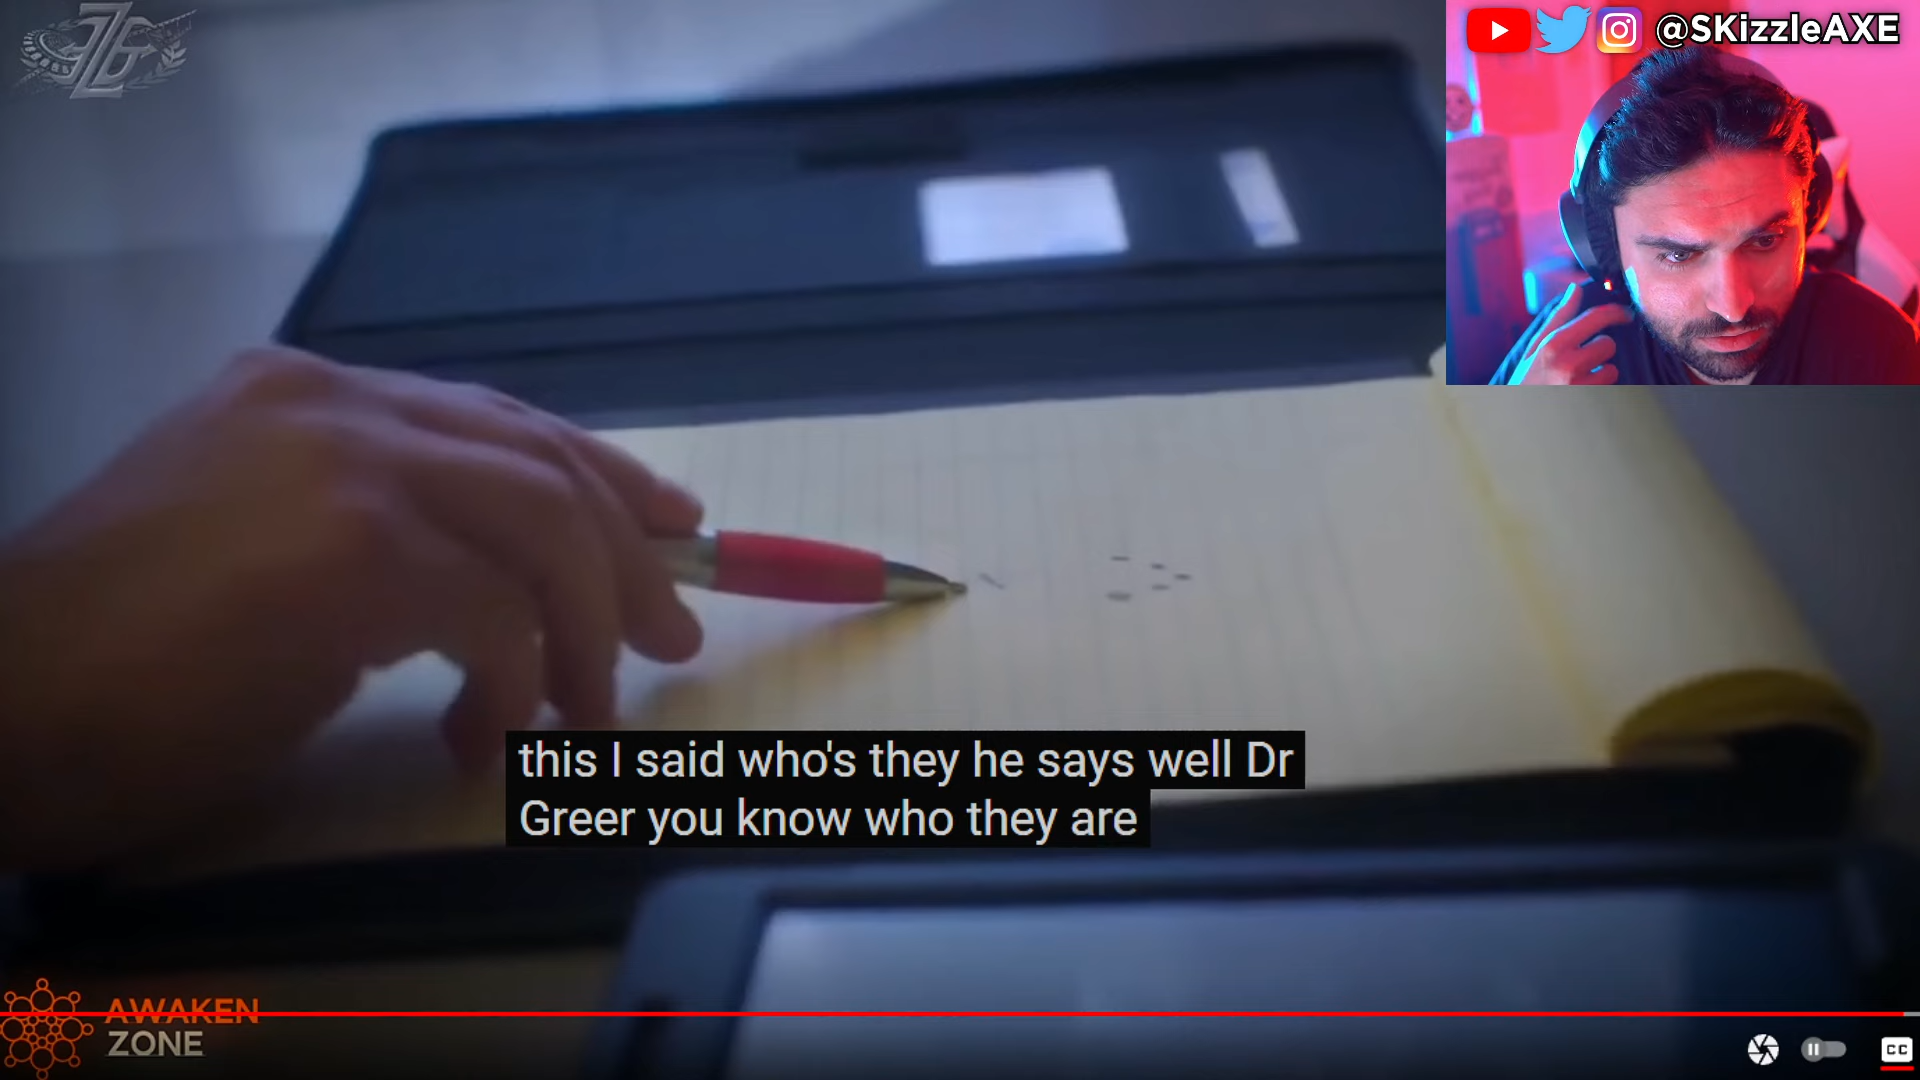 @SKizzleAXE
this I said who's they he says well Dr
Greer you know who they are
AWAKEN
ZONE
CC